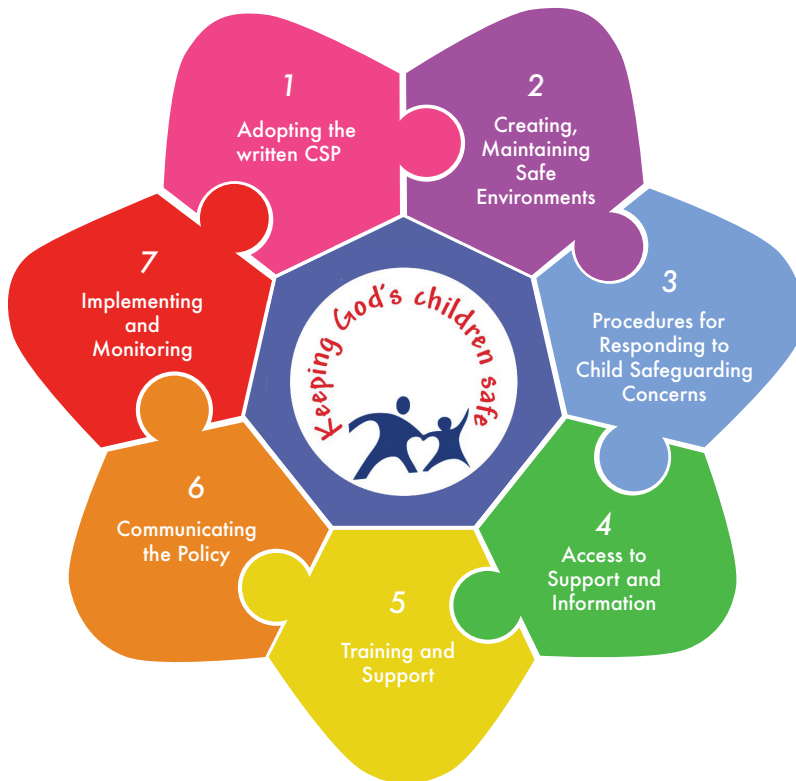 1
Adopting the
written CSP
2
Creating,
Maintaining
Safe
Environments
3
Procedures for
Responding to
Child Safeguarding
Concerns
4
Access to
Support and
Information
5
Training and
Support
6
Communicating
the Policy
7
Implementing
and
Monitoring
Keeping God's children safe